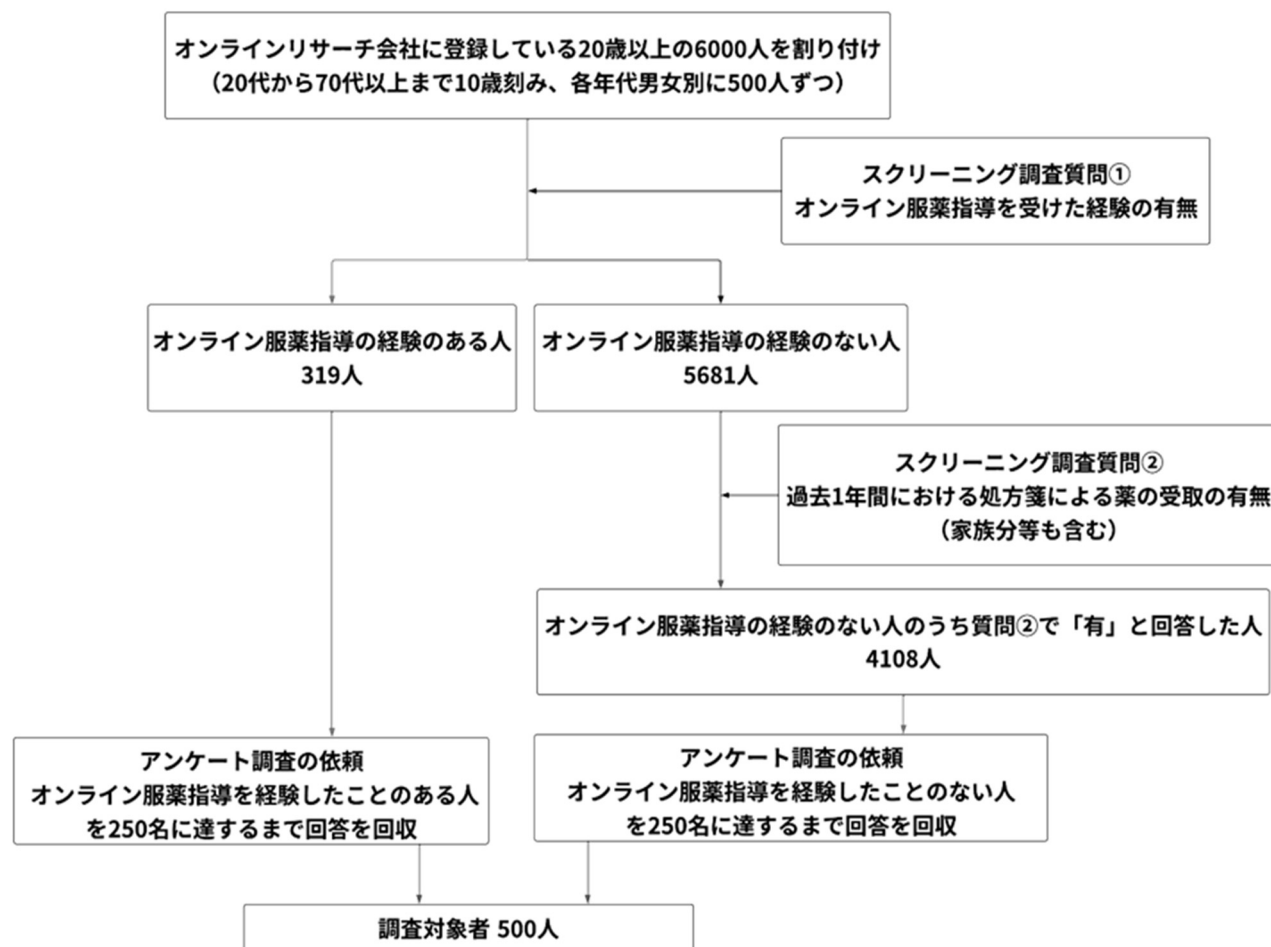 オンラインリサーチ会社に登録している20歳以上の6000人を割り付け
（20代から70代以上まで10歳刻み、各年代男女別に500人ずつ）
スクリーニング調査質問①
オンライン服薬指導を受けた経験の有無
オンライン服薬指導の経験のある人
319人
オンライン服薬指導の経験のない人
5681人
スクリーニング調査質問②
過去1年間における処方箋による薬の受取の有無
（家族分等も含む）
オンライン服薬指導の経験のない人のうち質問②で「有」と回答した人
4108人
アンケート調査の依頼
オンライン服薬指導を経験したことのある人
を250名に達するまで回答を回収
アンケート調査の依頼
オンライン服薬指導を経験したことのない人
を250名に達するまで回答を回収
調査対象者 500人